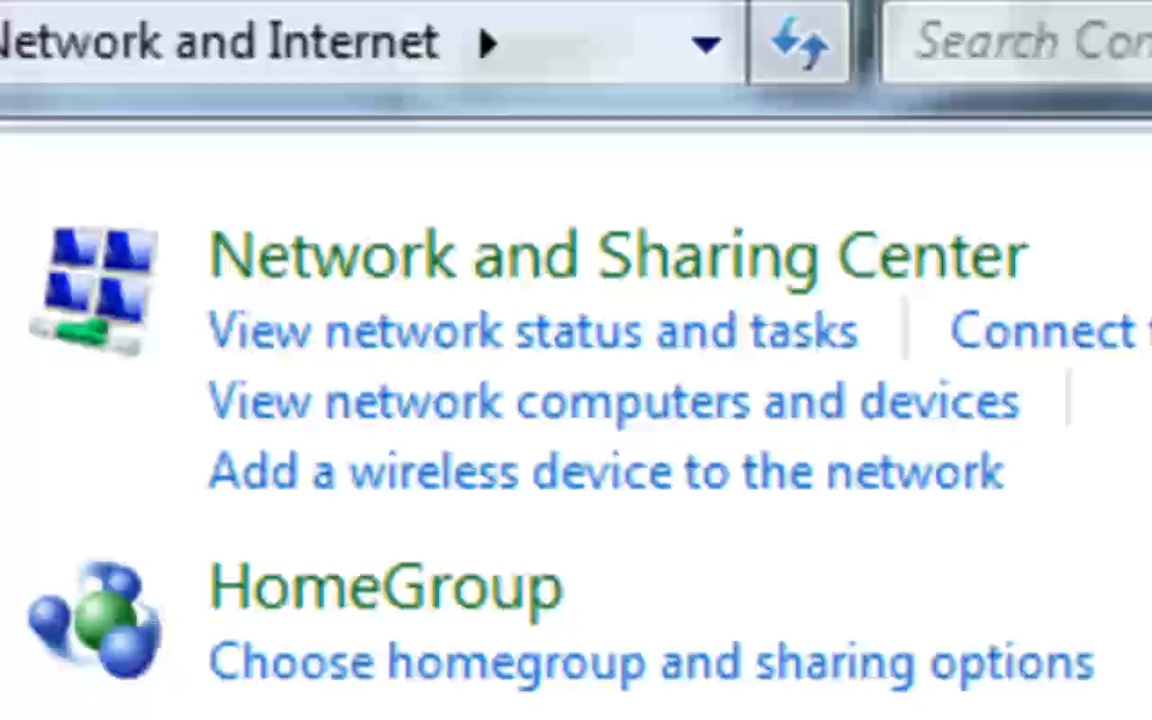 Network and Internet
Search Con
Network and Sharing Center
View network status and tasks Connect
View network computers and devices
Add a wireless device to the network
HomeGroup
Choose homegroup and sharing options